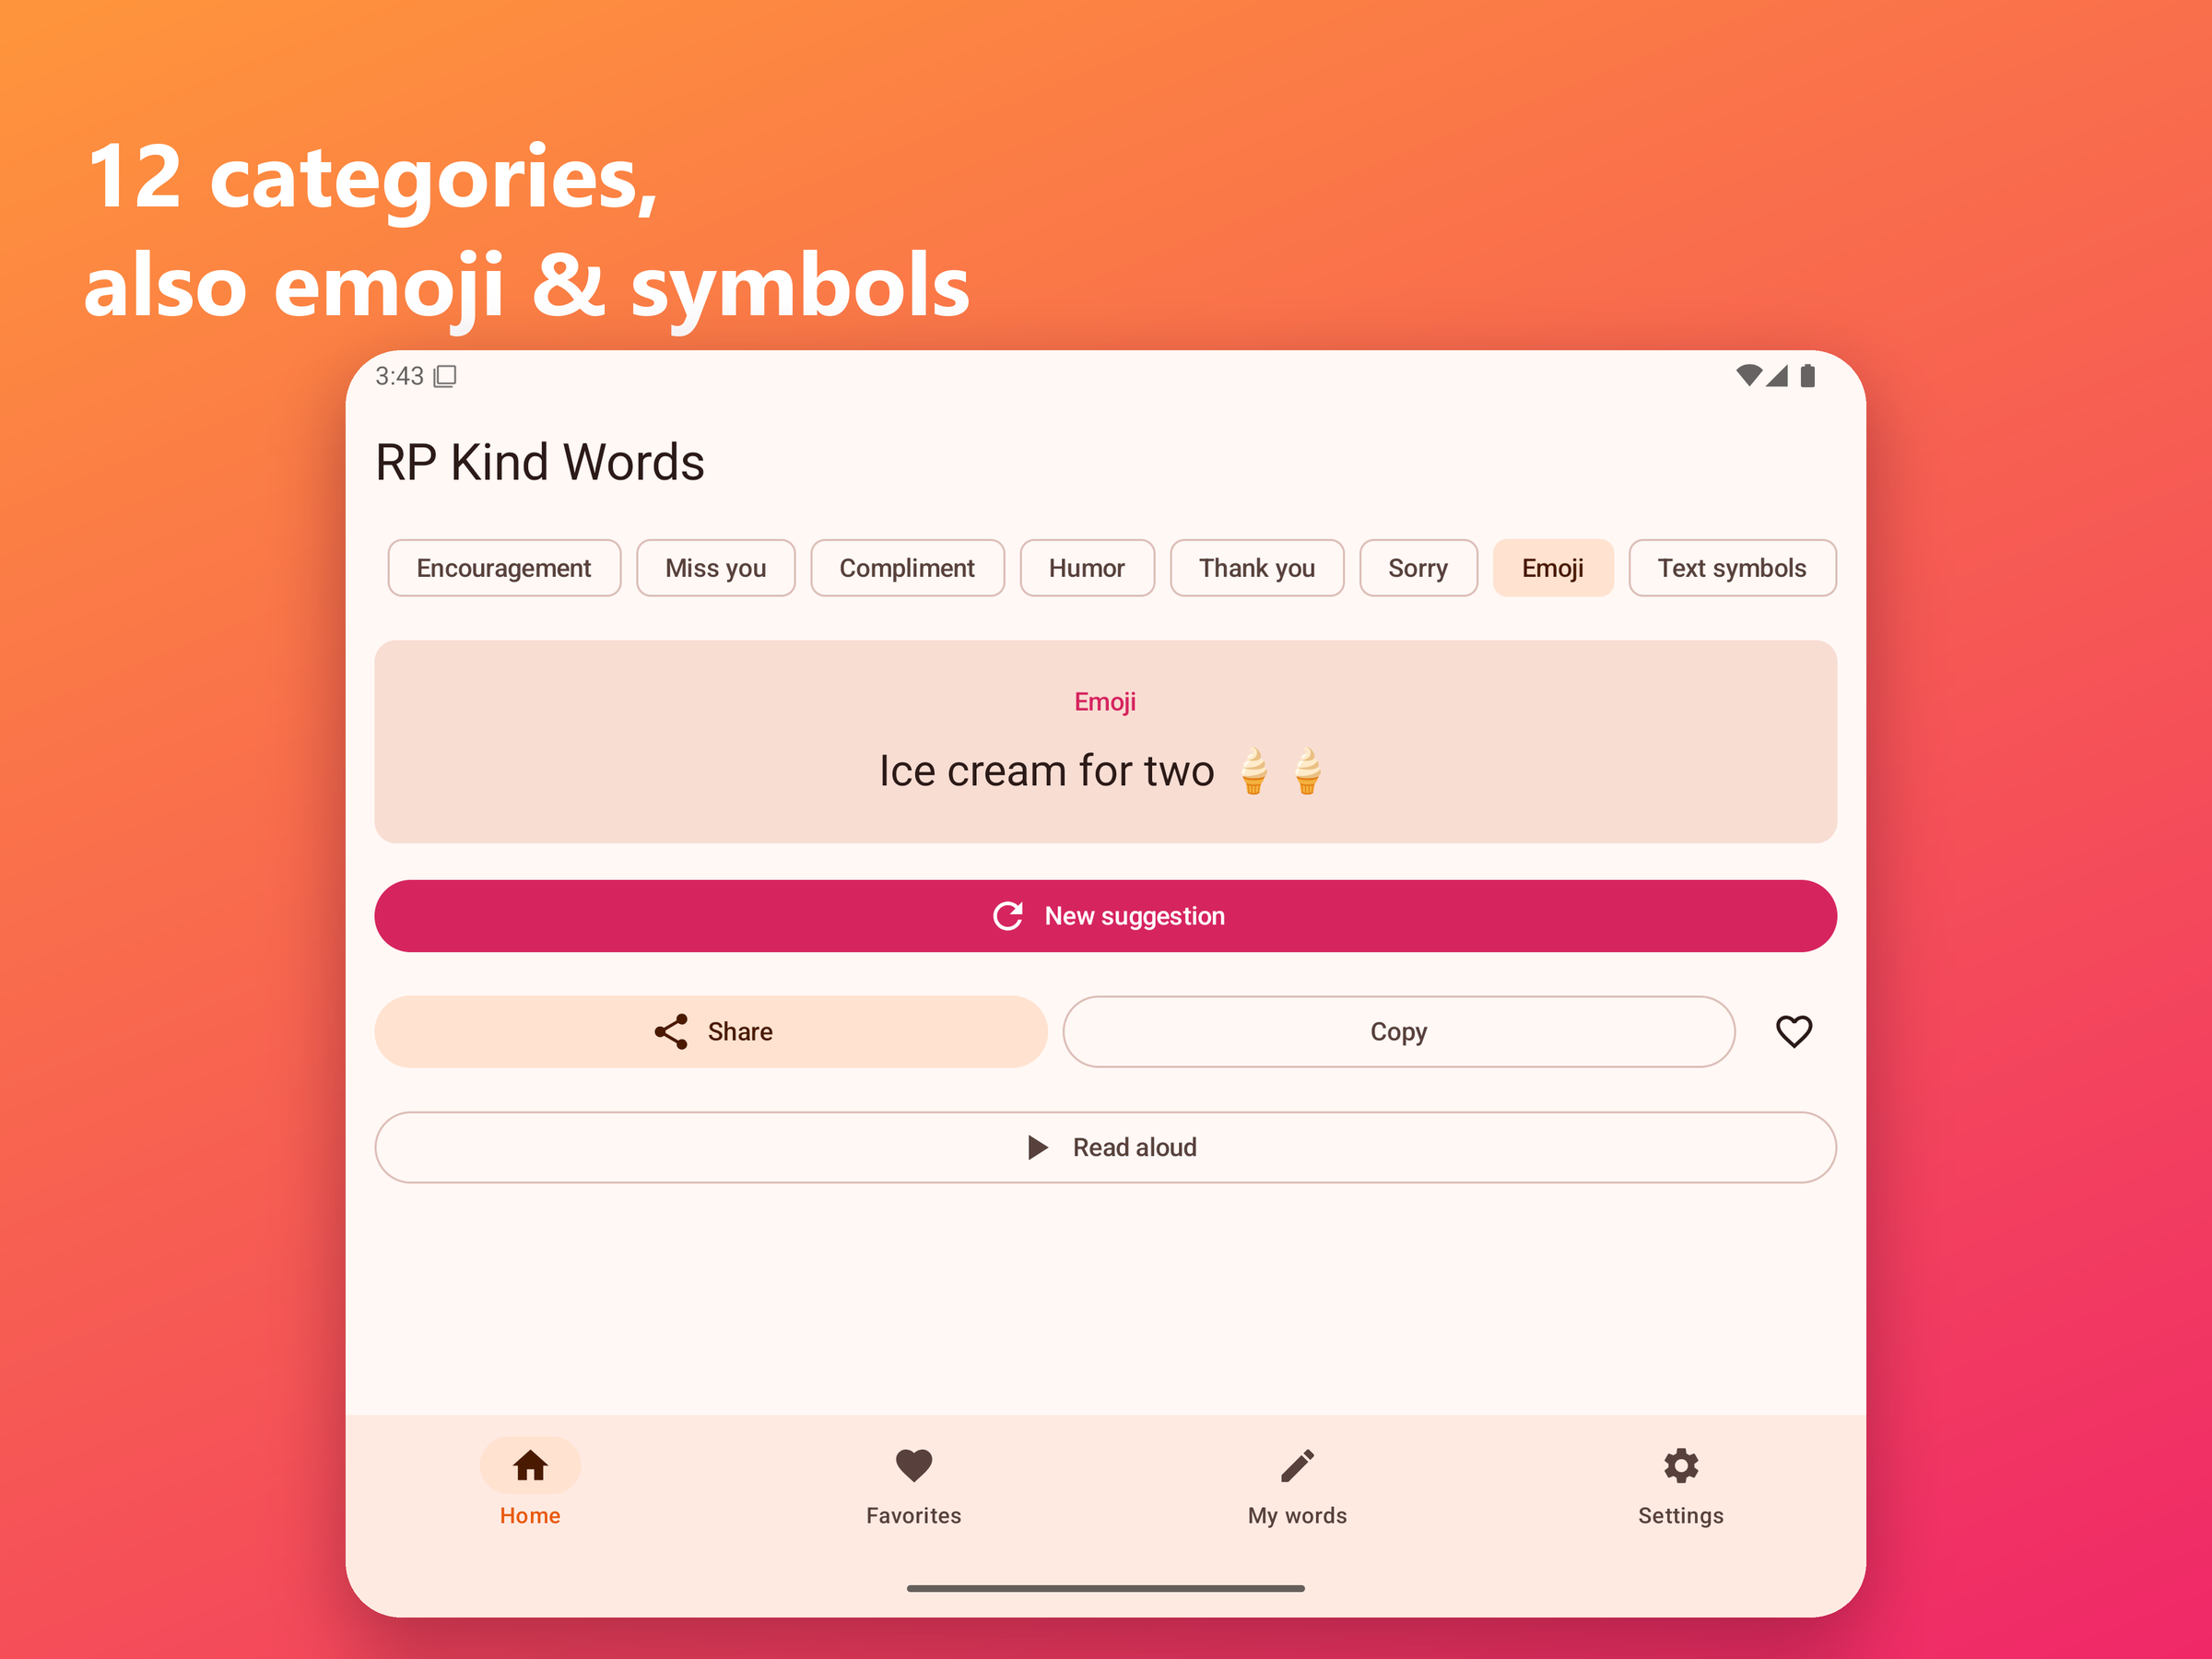 12 categories,
also emoji & symbols
3:43
RP Kind Words
Encouragement Miss you Compliment Humor Thank you Sorry Emoji Text symbols
Emoji
Ice cream for two 🍦 🍦
New suggestion
Share Copy
Read aloud
Home Favorites My words Settings